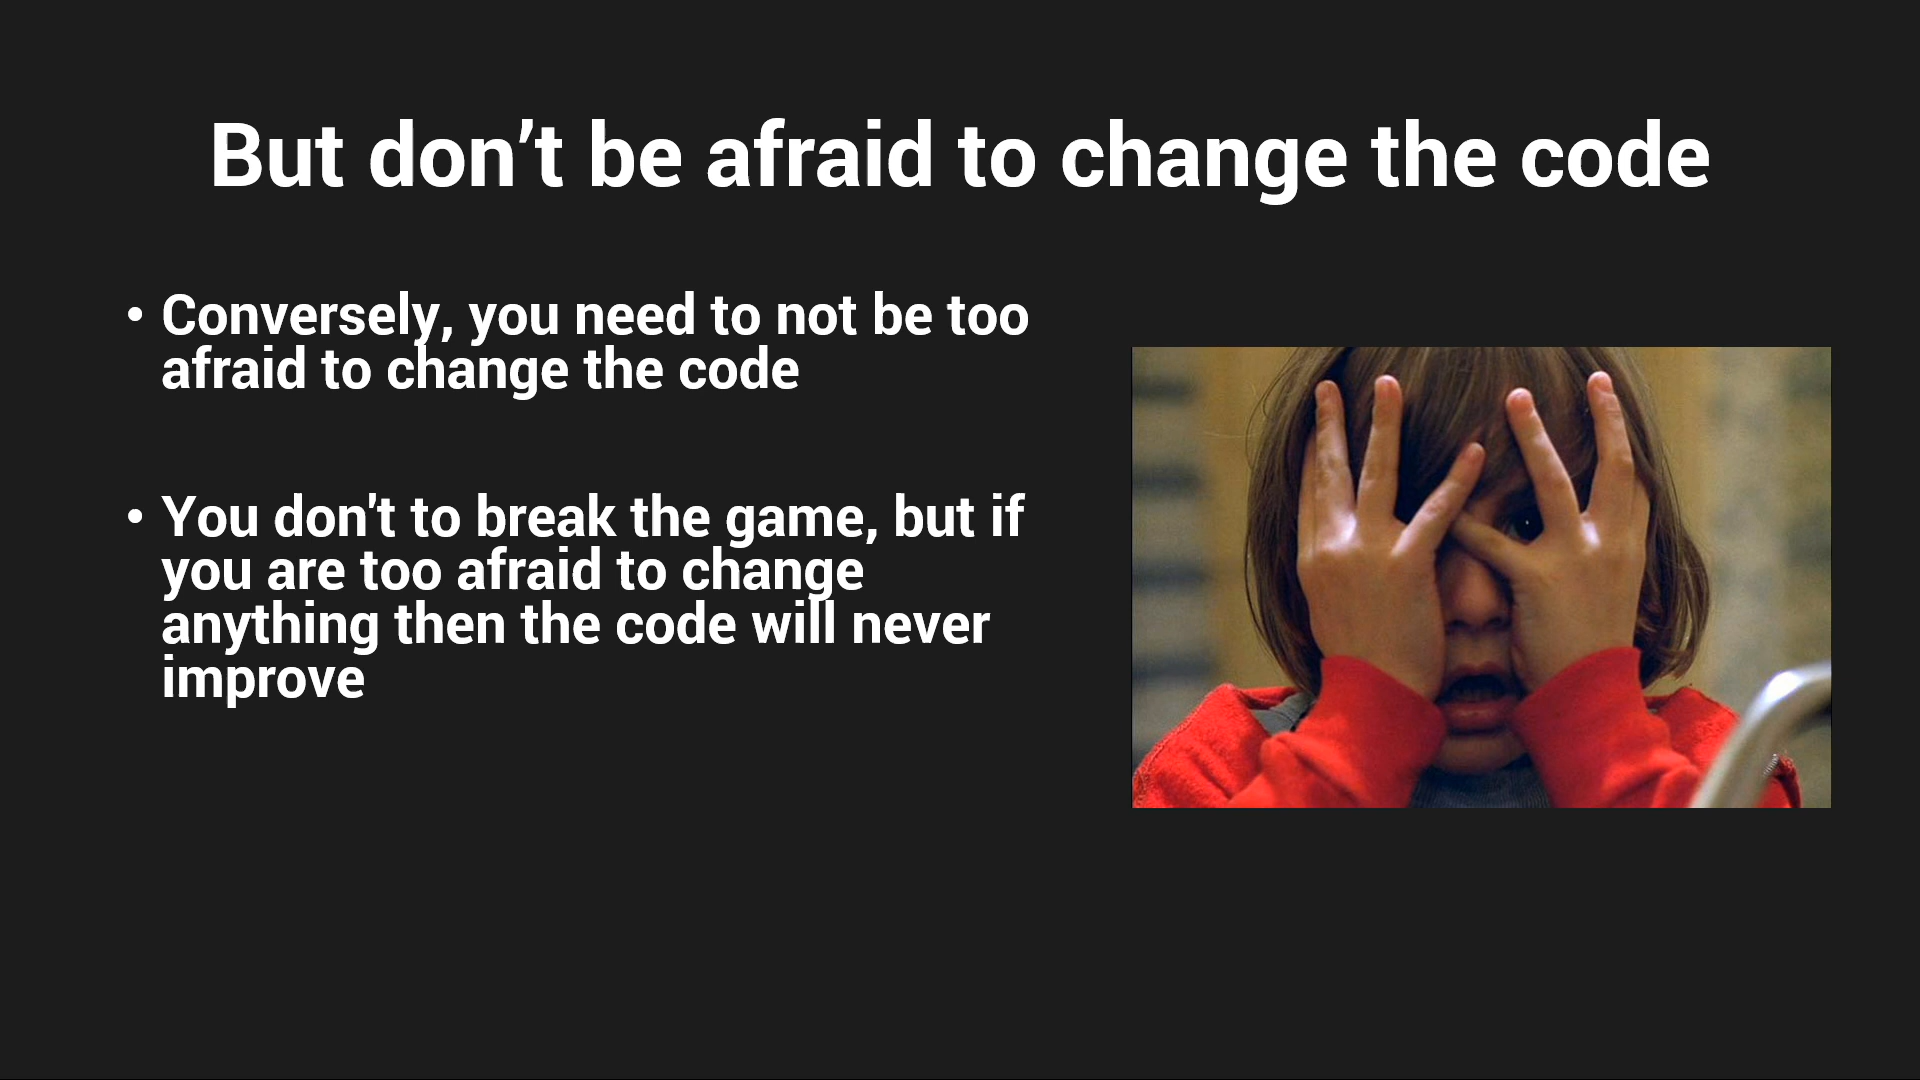 But don’t be afraid to change the code
• Conversely, you need to not be too
afraid to change the code
• You don't to break the game, but if
you are too afraid to change
anything then the code will never
improve